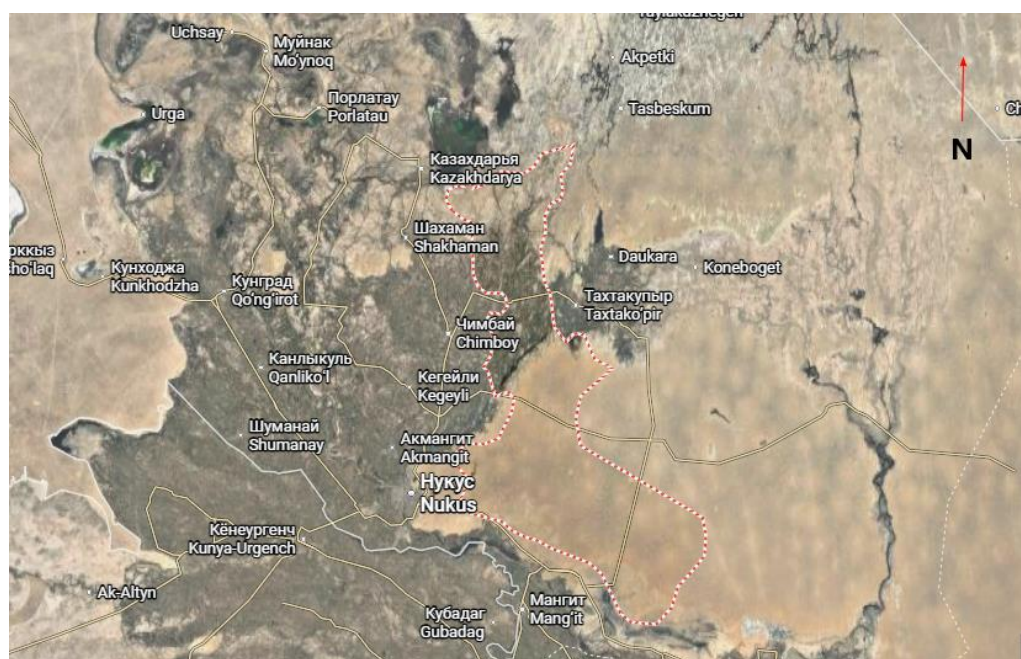 Uchsay
Муйнак
Mo'ynoq
Akpetki
Порлатау
Porlatau
Tasbeskum
Urga
N
Казахдарья
Kazakhdarya
Шахаман
Shakhaman
Daukara
Koneboget
Кунходжа
Kunkhodzha
Кунград
Qo'ng'irot
Тахтакупыр
Taxtako'pir
Чимбай
Chimboy
Канлыкуль
Qanliko'l
Кегейли
Kegeyli
Шуманай
Shumanay
Акмангит
Akmangit
Нукус
Nukus
Кёнеургенч
Kunya-Urgench
Ak-Altyn
Кубадаг
Gubadag
Мангит
Mang'it